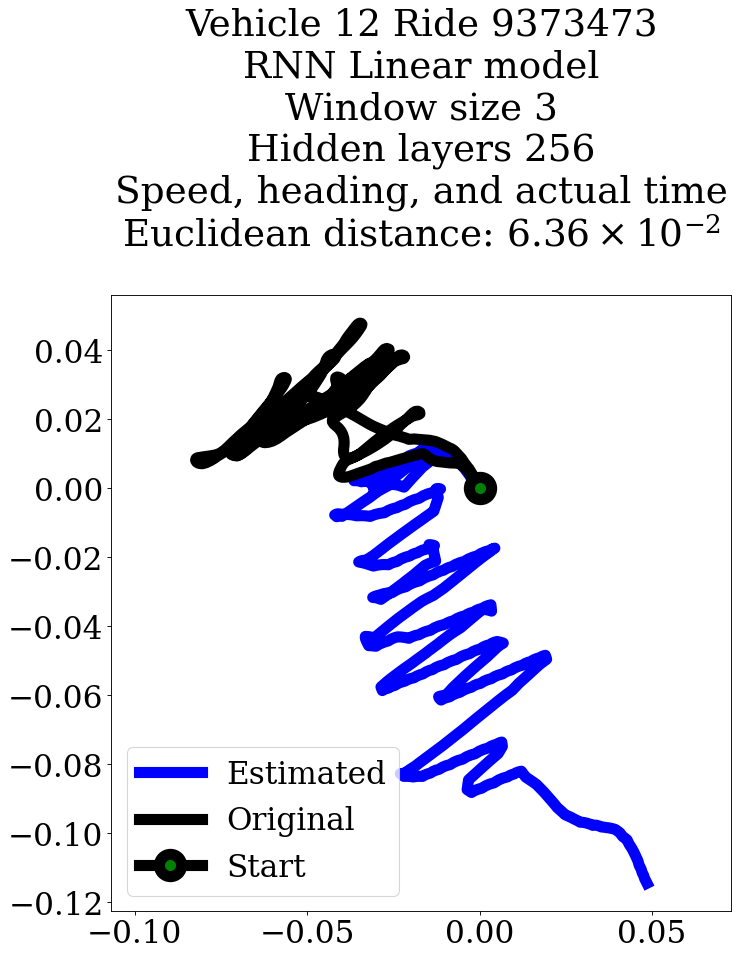 Vehicle 12 Ride 9373473
RNN Linear model
Window size 3
Hidden layers 256
Speed, heading, and actual time
Euclidean distance: 6.36 × 10⁻²
0.04
0.02
0.00
−0.02
−0.04
−0.06
−0.08
−0.10
−0.12
Estimated
Original
Start
−0.10 −0.05 0.00 0.05